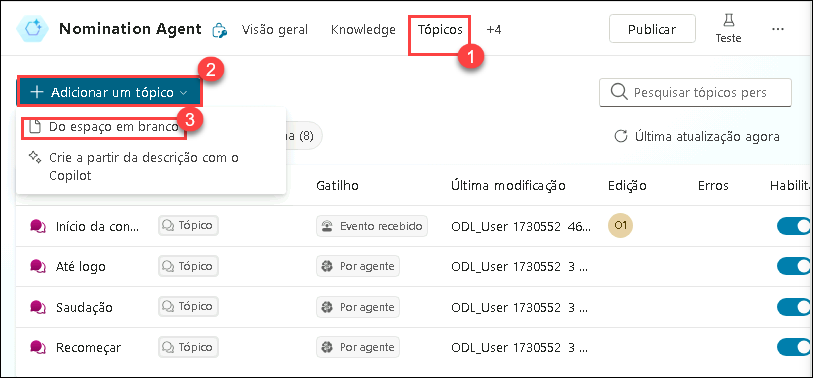 Nomination Agent Visão geral Knowledge Tópicos +4 Publicar Teste ...
1
2
+ Adicionar um tópico
Pesquisar tópicos pers
3
Do espaço em branco
(8)
Última atualização agora
Crie a partir da descrição com o
Copilot
Gatilho Última modificação Edição Erros Habilit
Início da con... Tópico Evento recebido ODL_User 1730552 46... O1
Até logo Tópico Por agente ODL_User 1730552 3 ...
Saudação Tópico Por agente ODL_User 1730552 3 ...
Recomeçar Tópico Por agente ODL_User 1730552 3 ...